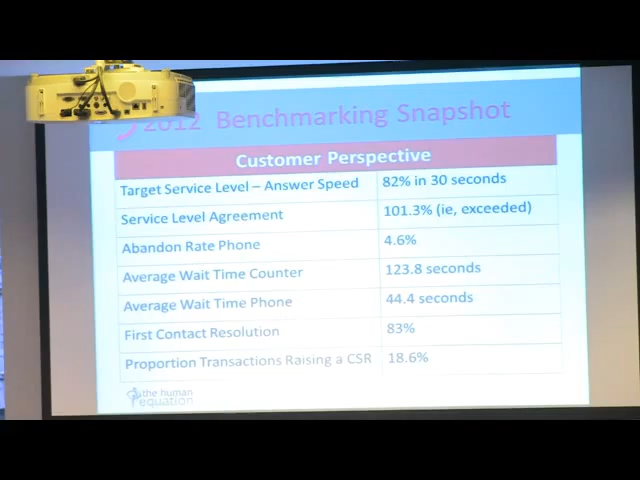 2012 Benchmarking Snapshot
Customer Perspective
Target Service Level – Answer Speed 82% in 30 seconds
Service Level Agreement 101.3% (ie, exceeded)
Abandon Rate Phone 4.6%
Average Wait Time Counter 123.8 seconds
Average Wait Time Phone 44.4 seconds
First Contact Resolution 83%
Proportion Transactions Raising a CSR 18.6%
the human
equation